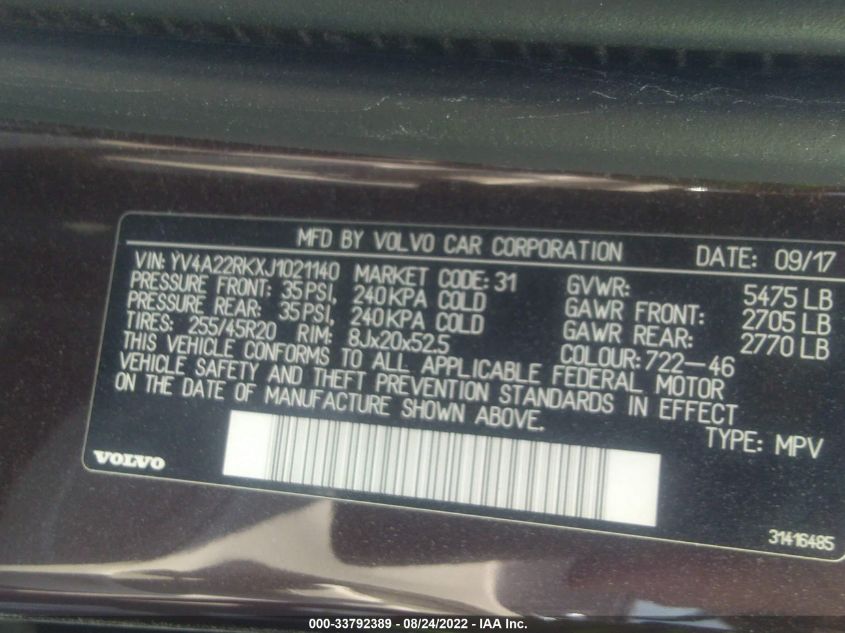 MFD BY VOLVO CAR CORPORATION DATE: 09/17
VIN: YV4A22RKXJ1021140 MARKET CODE: 31 GVWR: 5475 LB
PRESSURE FRONT: 35 PSI, 240 KPA COLD GAWR FRONT: 2705 LB
PRESSURE REAR: 35 PSI, 240 KPA COLD GAWR REAR: 2770 LB
TIRES: 255/45R20 RIM: 8Jx20x52.5 COLOUR: 722-46
THIS VEHICLE CONFORMS TO ALL APPLICABLE FEDERAL MOTOR
VEHICLE SAFETY AND THEFT PREVENTION STANDARDS IN EFFECT
ON THE DATE OF MANUFACTURE SHOWN ABOVE. TYPE: MPV
VOLVO
31416485
000-33792389 - 08/24/2022 - IAA Inc.